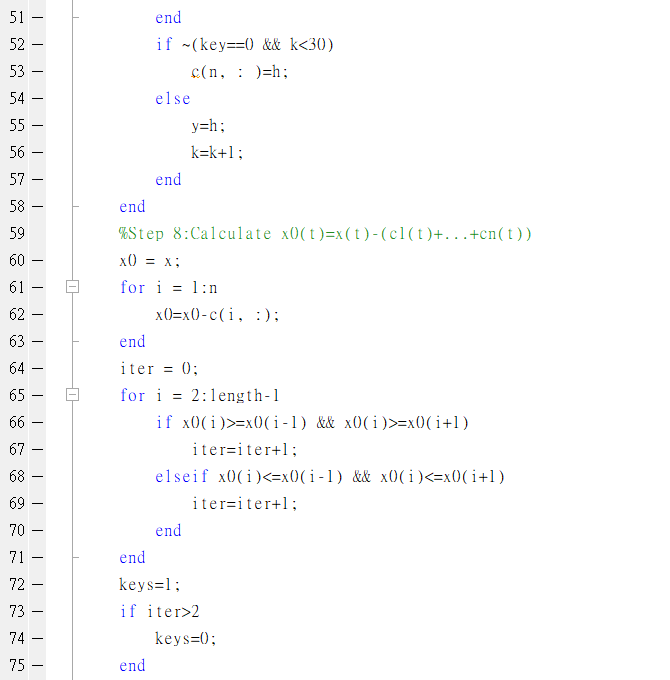 51 – end
52 – if ~(key==0 && k<30)
53 – c(n, : )=h;
54 – else
55 – y=h;
56 – k=k+1;
57 – end
58 – end
59 %Step 8:Calculate x0(t)=x(t)-(c1(t)+...+cn(t))
60 – x0 = x;
61 – for i = 1:n
62 – x0=x0-c(i, :);
63 – end
64 – iter = 0;
65 – for i = 2:length-1
66 – if x0(i)>=x0(i-1) && x0(i)>=x0(i+1)
67 – iter=iter+1;
68 – elseif x0(i)<=x0(i-1) && x0(i)<=x0(i+1)
69 – iter=iter+1;
70 – end
71 – end
72 – keys=1;
73 – if iter>2
74 – keys=0;
75 – end